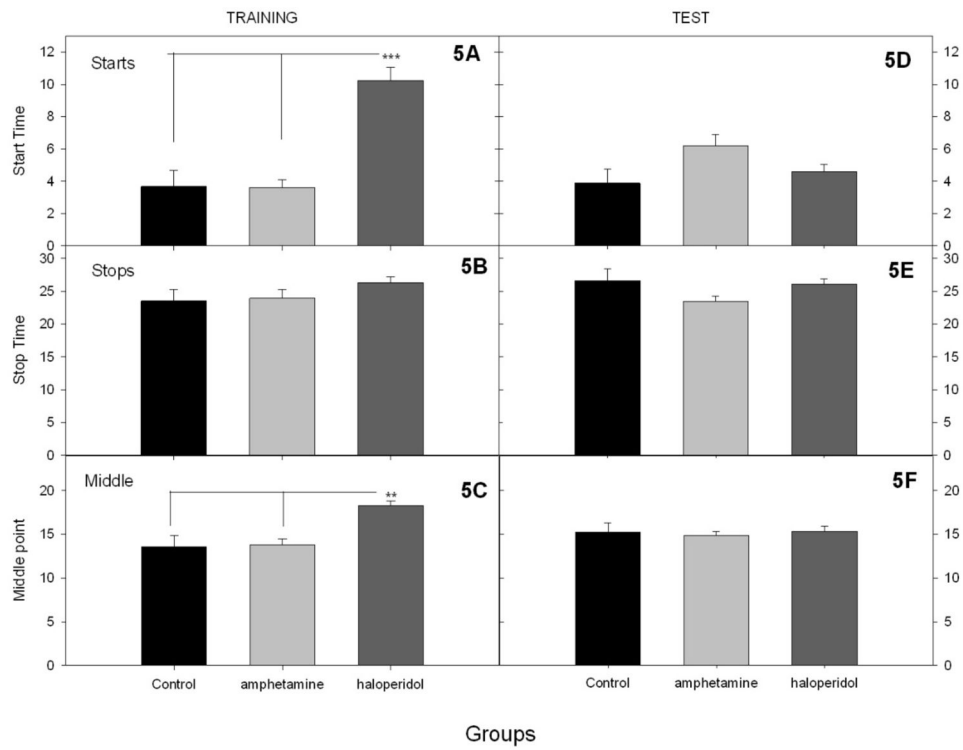 TRAINING TEST
12 Starts *** 5A 5D 12
10 10
8 8
6 6
4 4
2 2
0 0
Start Time
30 Stops 5B 5E 30
25 25
20 20
15 15
10 10
5 5
0 0
Stop Time
Middle ** 5C 5F
20 20
15 15
10 10
5 5
0 0
Middle point
Control amphetamine haloperidol Control amphetamine haloperidol
Groups